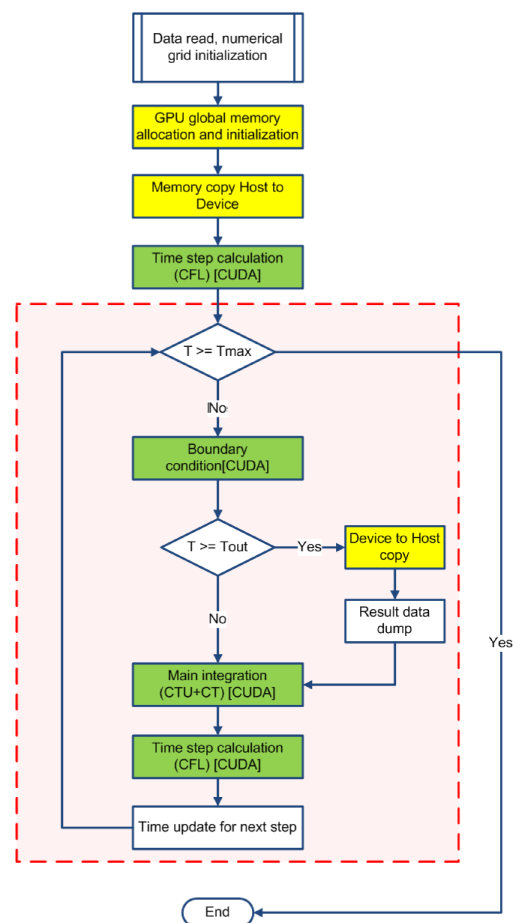 Data read, numerical
grid initialization
GPU global memory
allocation and initialization
Memory copy Host to
Device
Time step calculation
(CFL) [CUDA]
T >= Tmax
No
Boundary
condition[CUDA]
T >= Tout
Yes
Device to Host
copy
Result data
dump
No
Yes
Main integration
(CTU+CT) [CUDA]
Time step calculation
(CFL) [CUDA]
Time update for next step
End